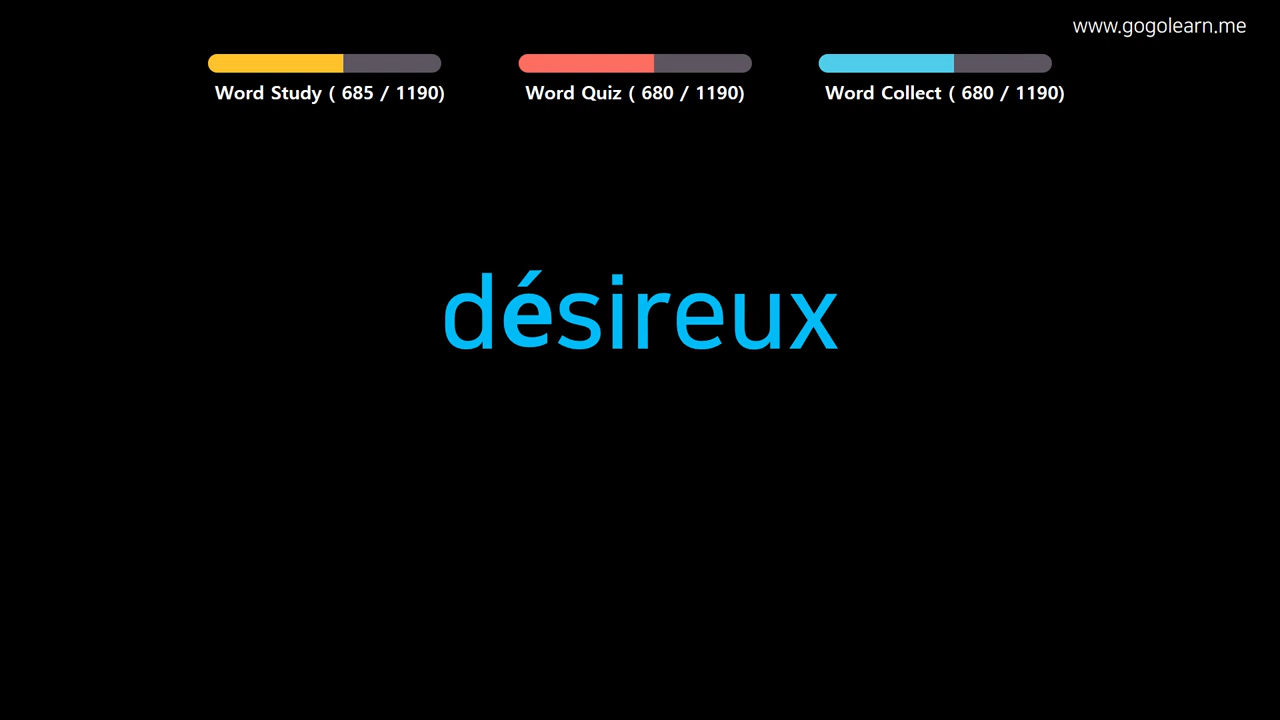 www.gogolearn.me
Word Study ( 685 / 1190)
Word Quiz ( 680 / 1190)
Word Collect ( 680 / 1190)
désireux